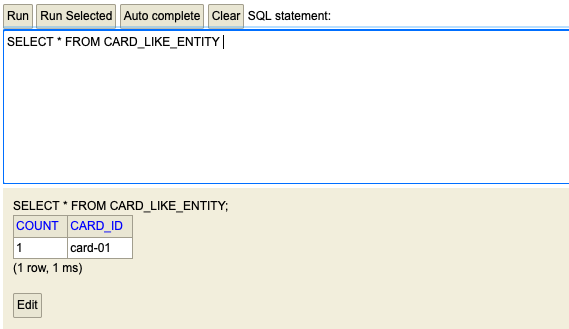 Run Run Selected Auto complete Clear SQL statement:
SELECT * FROM CARD_LIKE_ENTITY
SELECT * FROM CARD_LIKE_ENTITY;
COUNT CARD_ID
1 card-01
(1 row, 1 ms)
Edit